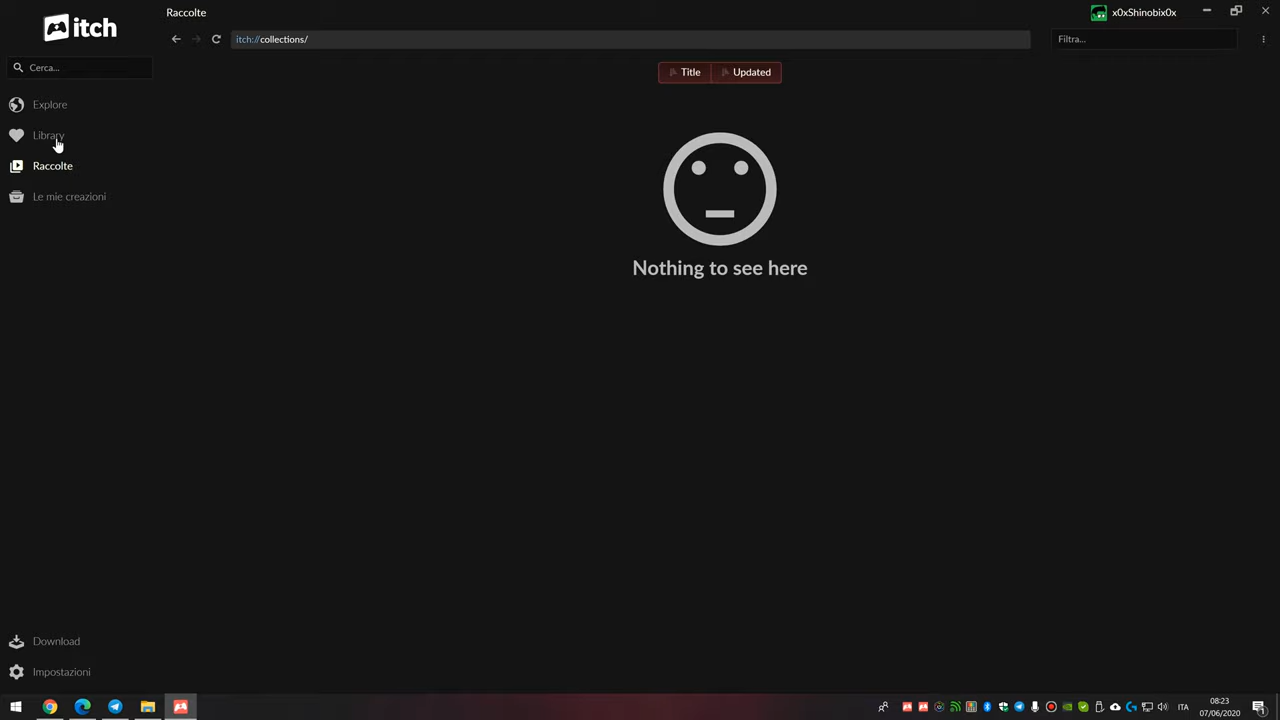 itch
Raccolte
x0xShinobix0x
itch://collections/
Filtra...
Cerca...
Title
Updated
Explore
Library
Raccolte
Le mie creazioni
Nothing to see here
Download
Impostazioni
ITA
08:23
07/06/2020